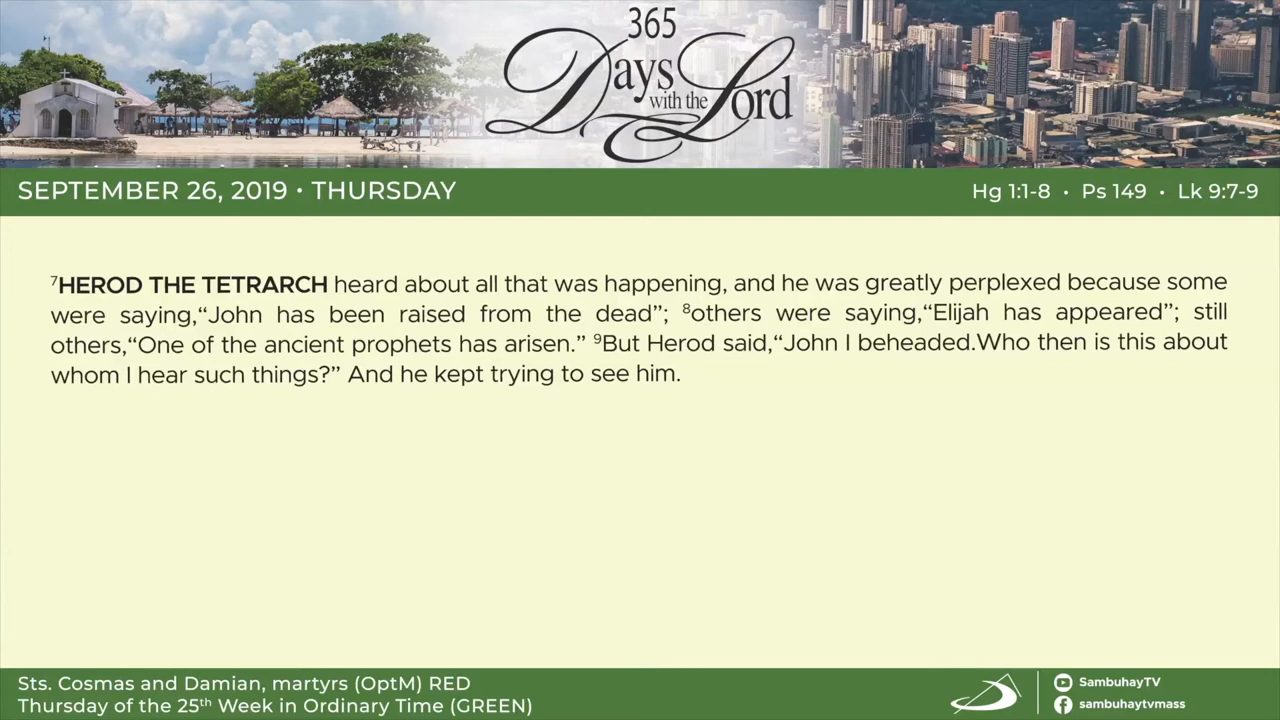 365
Days with the Lord
SEPTEMBER 26, 2019 • THURSDAY
Hg 1:1-8 • Ps 149 • Lk 9:7-9
⁷HEROD THE TETRARCH heard about all that was happening, and he was greatly perplexed because some
were saying,“John has been raised from the dead”; ⁸others were saying,“Elijah has appeared”; still
others,“One of the ancient prophets has arisen.” ⁹But Herod said,“John I beheaded.Who then is this about
whom I hear such things?” And he kept trying to see him.
Sts. Cosmas and Damian, martyrs (OptM) RED
Thursday of the 25th Week in Ordinary Time (GREEN)
SambuhayTV
sambuhaytvmass